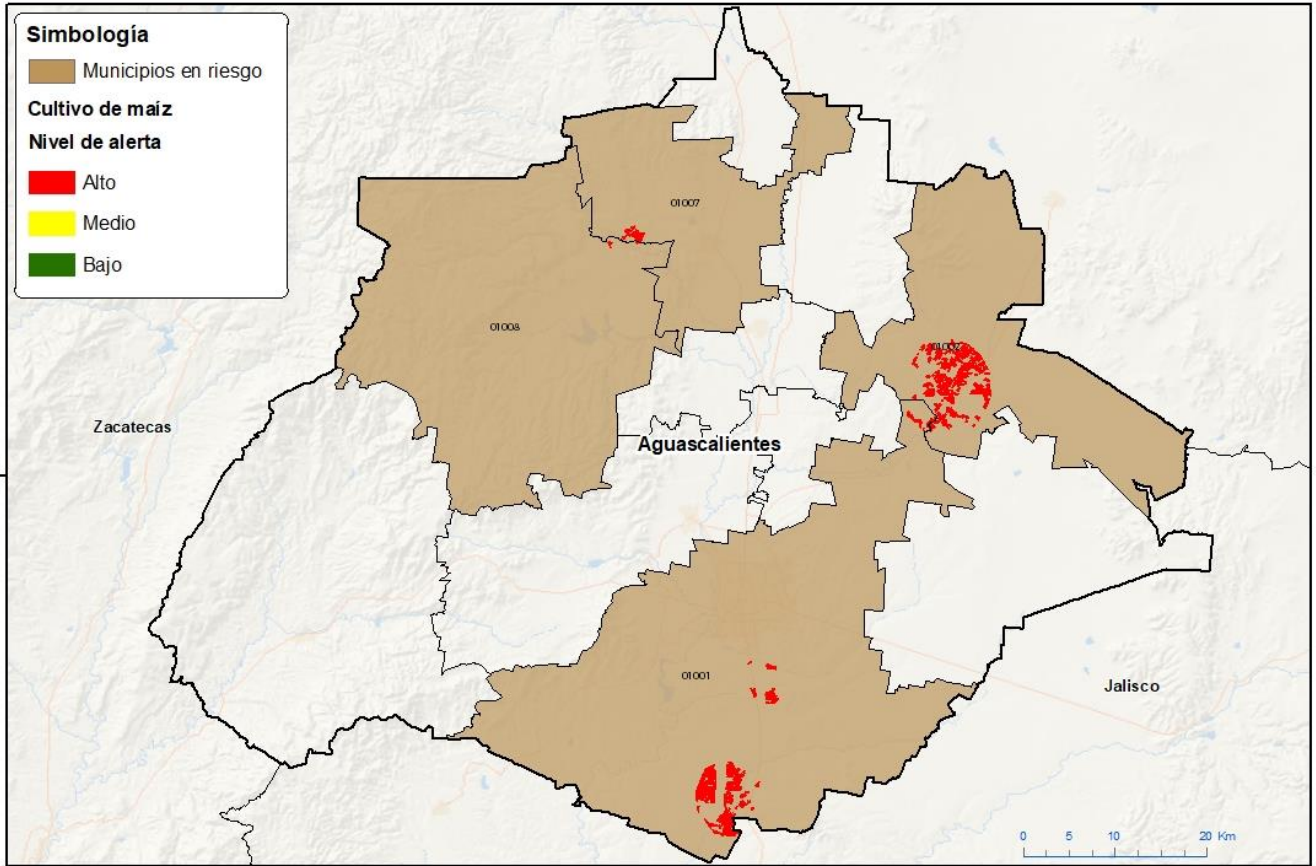 Simbología
Municipios en riesgo
Cultivo de maíz
Nivel de alerta
Alto
Medio
Bajo
01007
01008
01002
Zacatecas
Aguascalientes
01001
Jalisco
0 5 10 20 Km